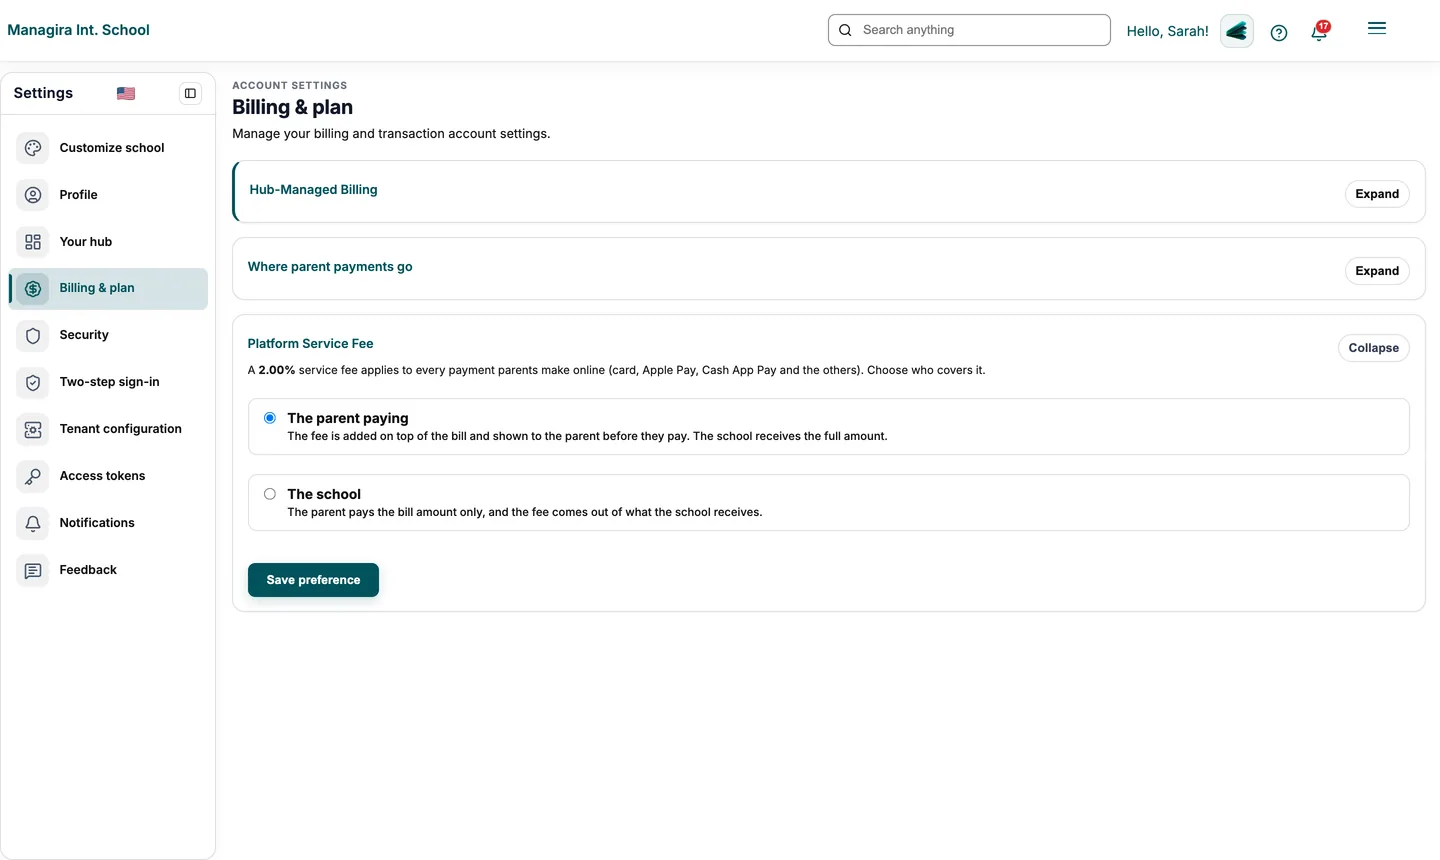 Managira Int. School
Search anything
Hello, Sarah!
17
Settings
Customize school
Profile
Your hub
Billing & plan
Security
Two-step sign-in
Tenant configuration
Access tokens
Notifications
Feedback
ACCOUNT SETTINGS
Billing & plan
Manage your billing and transaction account settings.
Hub-Managed Billing
Expand
Where parent payments go
Expand
Platform Service Fee
Collapse
A 2.00% service fee applies to every payment parents make online (card, Apple Pay, Cash App Pay and the others). Choose who covers it.
The parent paying
The fee is added on top of the bill and shown to the parent before they pay. The school receives the full amount.
The school
The parent pays the bill amount only, and the fee comes out of what the school receives.
Save preference